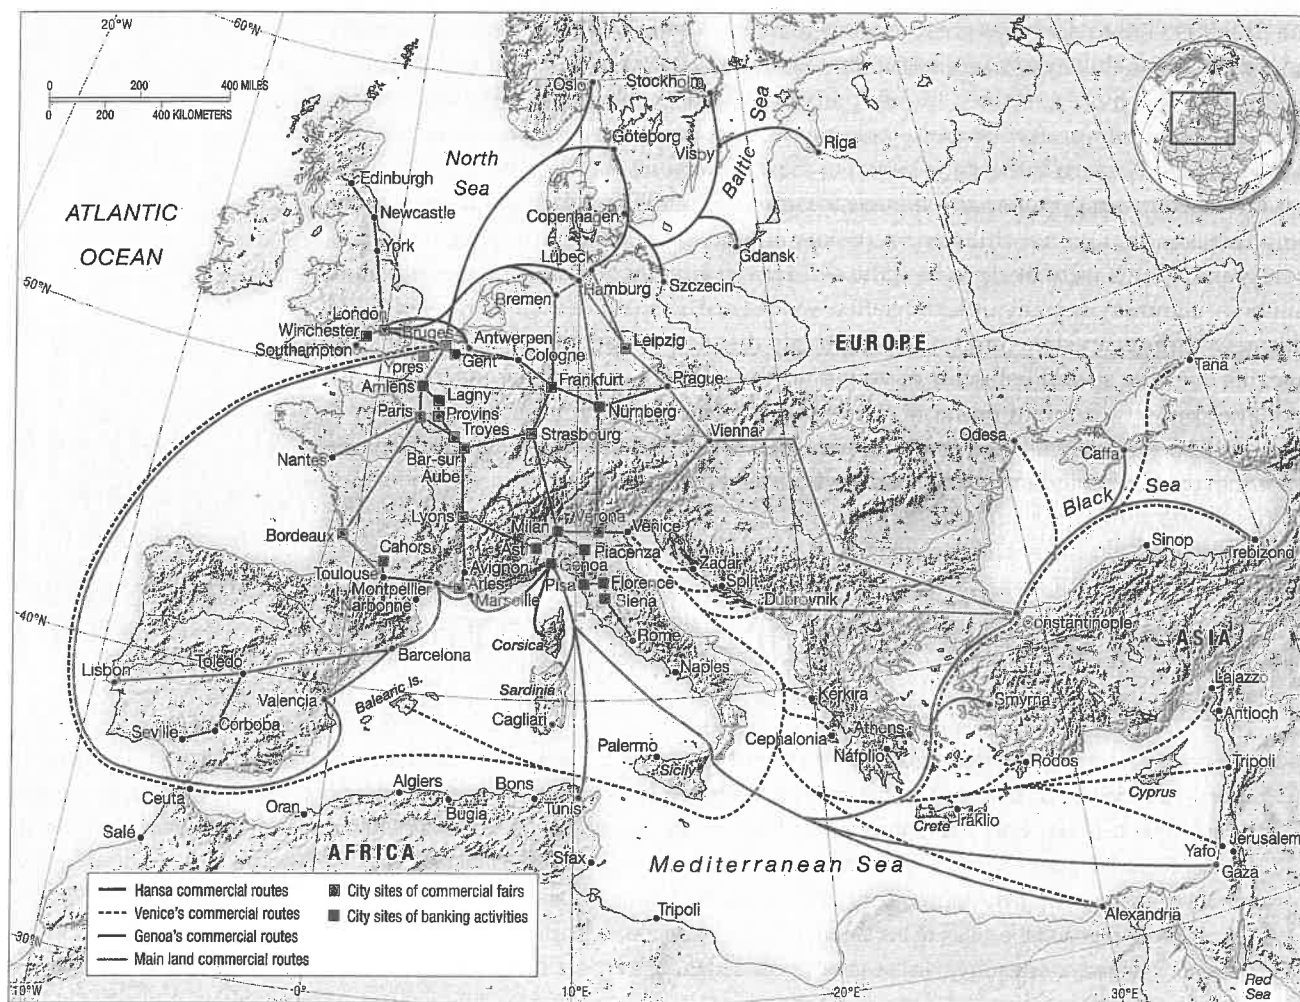 20°W
60°N
10°W
0°
10°E
0
200
400 MILES
0
200
400 KILOMETERS
Oslo
Stockholm
Göteborg
Visby
Baltic Sea
Riga
North
Sea
Edinburgh
Newcastle
York
ATLANTIC
OCEAN
Copenhagen
Lübeck
Gdansk
Hamburg
Bremen
Szczecin
50°N
London
Winchester
Southampton
Bruges
Antwerpen
Gent
Cologne
Leipzig
EUROPE
Ypres
Amiens
Lagny
Paris
Provins
Troyes
Frankfurt
Prague
Nürnberg
Tana
Nantes
Bar-sur
Aube
Strasbourg
Vienna
Odesa
Caffa
Black
Sea
Lyons
Milan
Verona
Venice
Bordeaux
Cahors
Asti
Piacenza
Sinop
Trebizond
Toulouse
Avignon
Genoa
Zadar
Montpellier
Arles
Pisa
Florence
Split
Narbonne
Marseille
Siena
Dubrovnik
Constantinople
ASIA
40°N
Corsica
Rome
Lisbon
Toledo
Barcelona
Naples
Lajazzo
Valencia
Balearic Is.
Sardinia
Kerkira
Smyrna
Antioch
Seville
Córboba
Cagliari
Cephalonia
Athens
Palermo
Sicily
Náfplio
Rodos
Tripoli
Cyprus
Ceuta
Algiers
Bons
Tunis
Oran
Bugia
Crete
Iraklio
Salé
AFRICA
Sfax
Mediterranean Sea
Yafo
Jerusalem
Gaza
Tripoli
Alexandria
Hansa commercial routes
Venice's commercial routes
Genoa's commercial routes
Main land commercial routes
City sites of commercial fairs
City sites of banking activities
30°N
20°E
30°E
Red
Sea